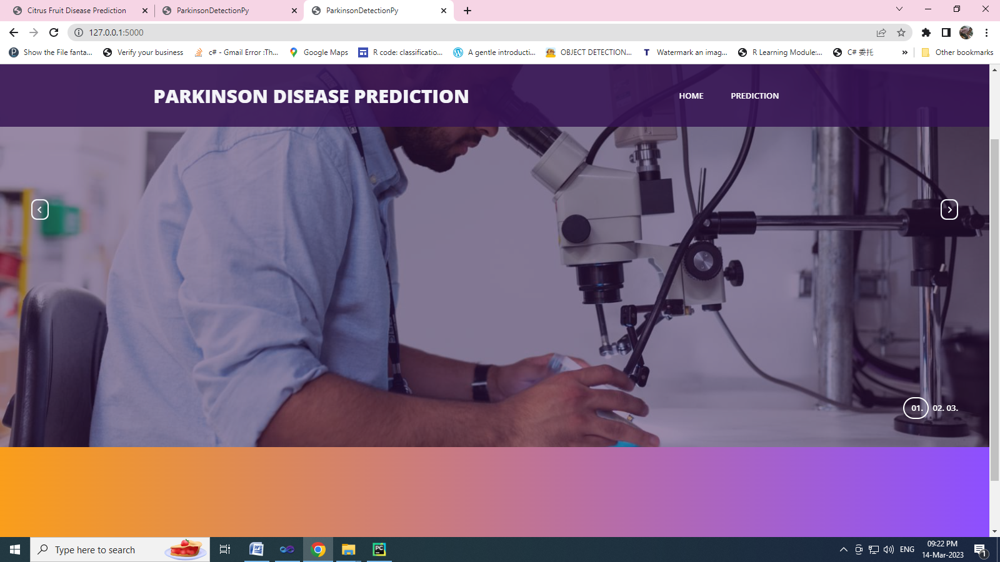 Citrus Fruit Disease Prediction
ParkinsonDetectionPy
ParkinsonDetectionPy
127.0.0.1:5000
Show the File fanta...
Verify your business
c# - Gmail Error :Th...
Google Maps
R code: classificatio...
A gentle introducti...
OBJECT DETECTION...
Watermark an imag...
R Learning Module:...
C# 委托
»
Other bookmarks
PARKINSON DISEASE PREDICTION
HOME
PREDICTION
01. 02. 03.
Type here to search
ENG
09:22 PM
14-Mar-2023
1